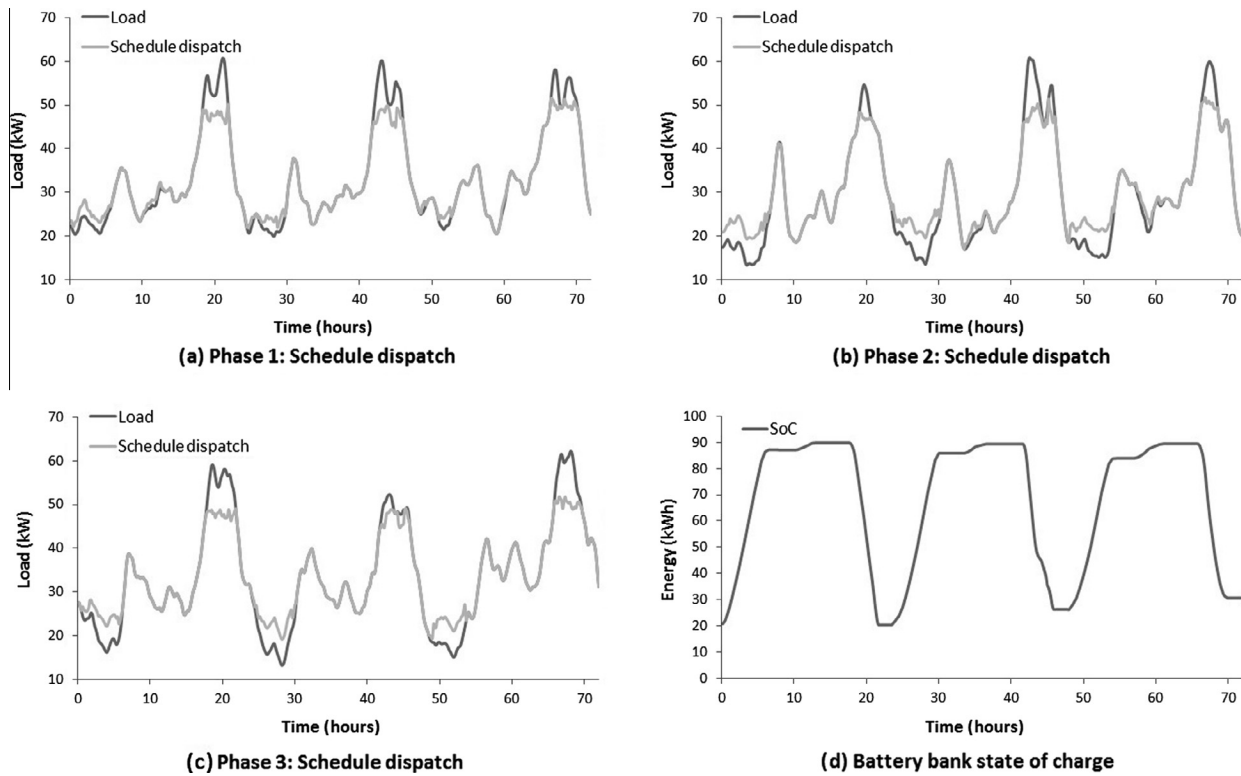 Load
Schedule dispatch
Load (kW)
70
60
50
40
30
20
10
0 10 20 30 40 50 60 70
Time (hours)
(a) Phase 1: Schedule dispatch
Load
Schedule dispatch
Load (kW)
70
60
50
40
30
20
10
0 10 20 30 40 50 60 70
Time (hours)
(b) Phase 2: Schedule dispatch
Load
Schedule dispatch
Load (kW)
70
60
50
40
30
20
10
0 10 20 30 40 50 60 70
Time (hours)
(c) Phase 3: Schedule dispatch
SoC
Energy (kWh)
100
90
80
70
60
50
40
30
20
10
0
0 10 20 30 40 50 60 70
Time (hours)
(d) Battery bank state of charge